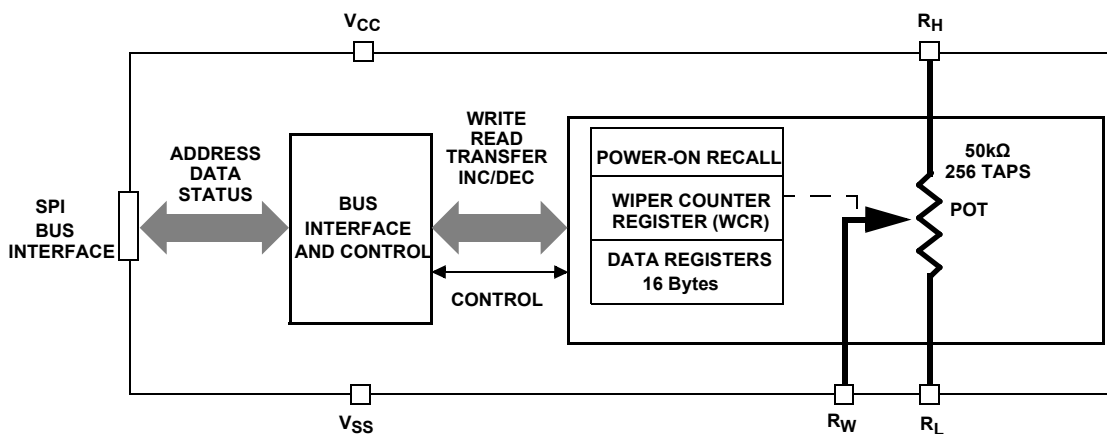 VCC
RH
WRITE
READ
TRANSFER
INC/DEC
ADDRESS
DATA
STATUS
SPI
BUS
INTERFACE
BUS
INTERFACE
AND CONTROL
CONTROL
POWER-ON RECALL
WIPER COUNTER
REGISTER (WCR)
DATA REGISTERS
16 Bytes
50kΩ
256 TAPS
POT
VSS
RW
RL